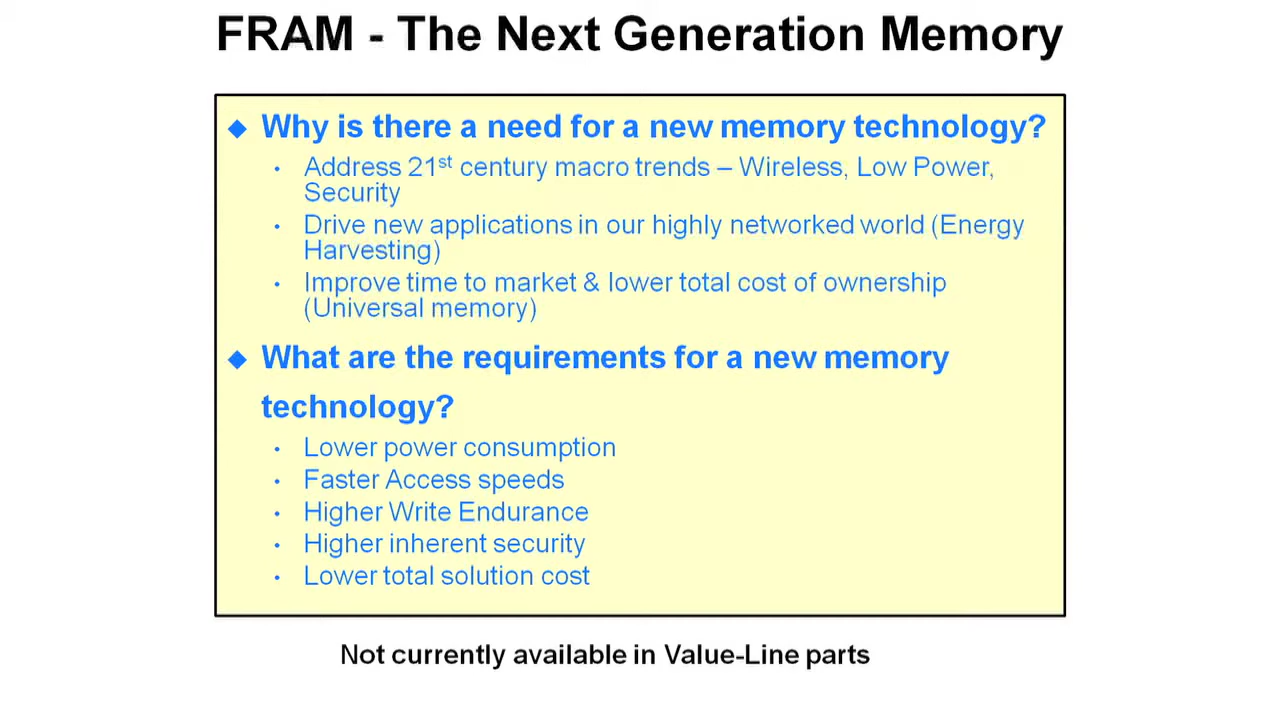 FRAM - The Next Generation Memory
◆ Why is there a need for a new memory technology?
• Address 21st century macro trends – Wireless, Low Power,
Security
• Drive new applications in our highly networked world (Energy
Harvesting)
• Improve time to market & lower total cost of ownership
(Universal memory)
◆ What are the requirements for a new memory
technology?
• Lower power consumption
• Faster Access speeds
• Higher Write Endurance
• Higher inherent security
• Lower total solution cost
Not currently available in Value-Line parts